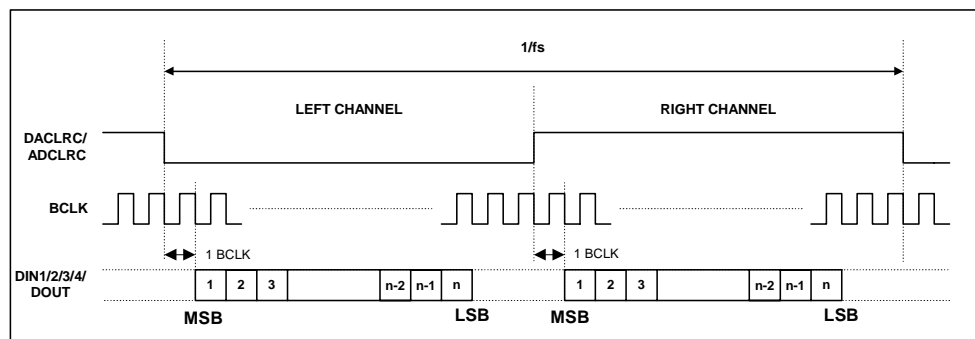 1/fs
LEFT CHANNEL
RIGHT CHANNEL
DACLRC/
ADCLRC
BCLK
1 BCLK
1 BCLK
DIN1/2/3/4/
DOUT
1 2 3 n-2 n-1 n
1 2 3 n-2 n-1 n
MSB
LSB
MSB
LSB